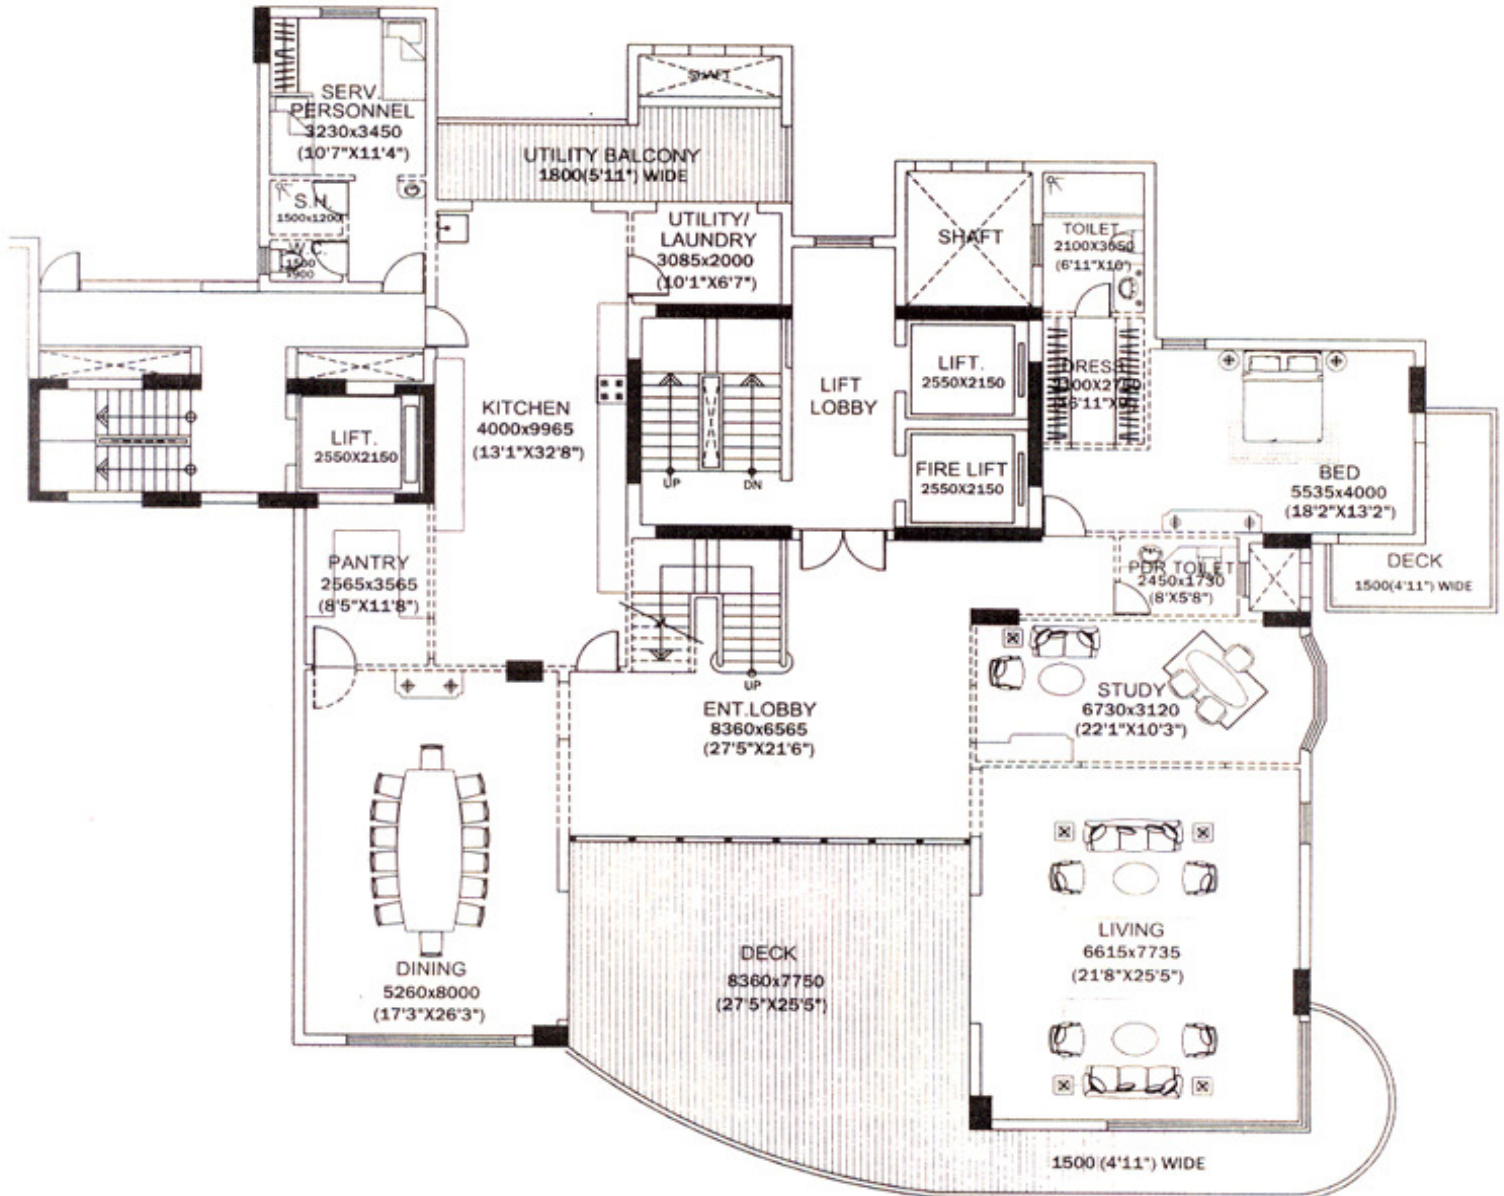 SERV.
PERSONNEL
3230x3450
(10'7"X11'4")
SHAFT
UTILITY BALCONY
1800(5'11") WIDE
S.H.
1500x1200
W.C.
1500
x900
UTILITY/
LAUNDRY
3085x2000
(10'1"X6'7")
SHAFT
TOILET
2100X3050
(6'11"X10')
LIFT.
2550X2150
KITCHEN
4000x9965
(13'1"X32'8")
UP
DN
LIFT
LOBBY
LIFT.
2550X2150
FIRE LIFT
2550X2150
DRESS
BED
5535x4000
(18'2"X13'2")
DECK
1500(4'11") WIDE
PANTRY
2565x3565
(8'5"X11'8")
PDR TOILET
2450x1730
(8'X5'8")
UP
ENT.LOBBY
8360x6565
(27'5"X21'6")
STUDY
6730x3120
(22'1"X10'3")
DINING
5260x8000
(17'3"X26'3")
DECK
8360x7750
(27'5"X25'5")
LIVING
6615x7735
(21'8"X25'5")
1500 (4'11") WIDE